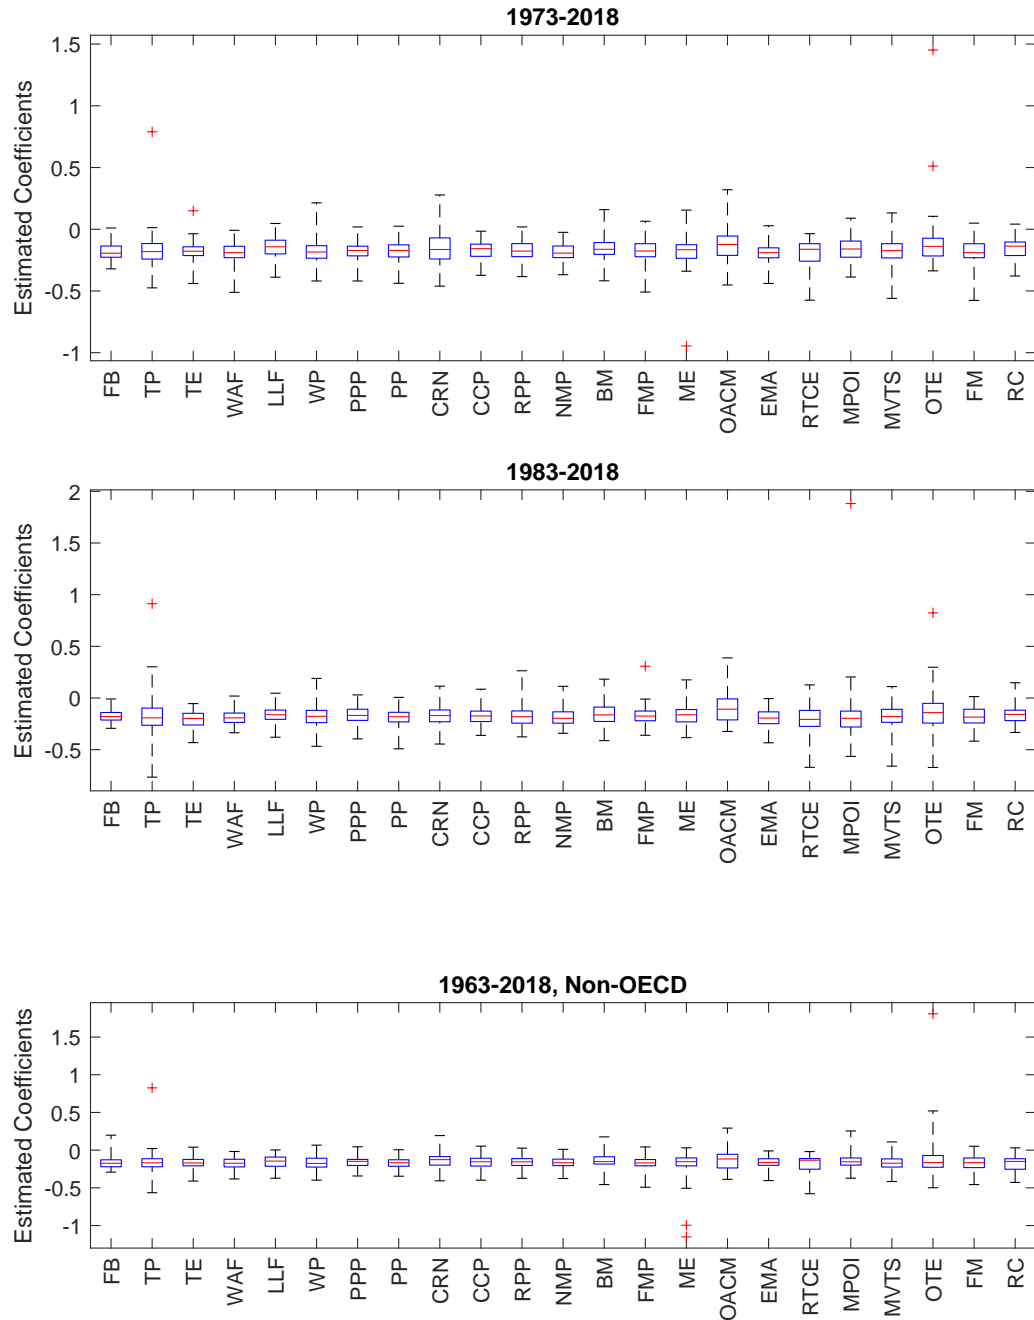 1973-2018
Estimated Coefficients
1.5
1
0.5
0
-0.5
-1
FB TP TE WAF LLF WP PPP PP CRN CCP RPP NMP BM FMP ME OACM EMA RTCE MPOI MVTS OTE FM RC
1983-2018
Estimated Coefficients
2
1.5
1
0.5
0
-0.5
FB TP TE WAF LLF WP PPP PP CRN CCP RPP NMP BM FMP ME OACM EMA RTCE MPOI MVTS OTE FM RC
1963-2018, Non-OECD
Estimated Coefficients
1.5
1
0.5
0
-0.5
-1
FB TP TE WAF LLF WP PPP PP CRN CCP RPP NMP BM FMP ME OACM EMA RTCE MPOI MVTS OTE FM RC